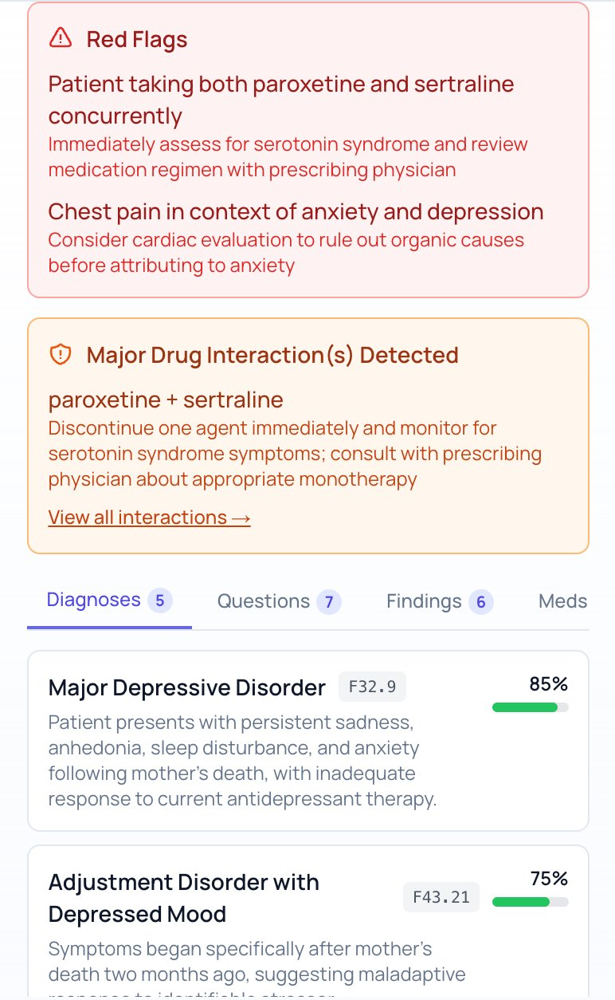 Red Flags
Patient taking both paroxetine and sertraline
concurrently
Immediately assess for serotonin syndrome and review
medication regimen with prescribing physician
Chest pain in context of anxiety and depression
Consider cardiac evaluation to rule out organic causes
before attributing to anxiety
Major Drug Interaction(s) Detected
paroxetine + sertraline
Discontinue one agent immediately and monitor for
serotonin syndrome symptoms; consult with prescribing
physician about appropriate monotherapy
View all interactions →
Diagnoses 5 Questions 7 Findings 6 Meds
Major Depressive Disorder F32.9 85%
Patient presents with persistent sadness,
anhedonia, sleep disturbance, and anxiety
following mother's death, with inadequate
response to current antidepressant therapy.
Adjustment Disorder with
Depressed Mood F43.21 75%
Symptoms began specifically after mother's
death two months ago, suggesting maladaptive
response to identifiable stressor